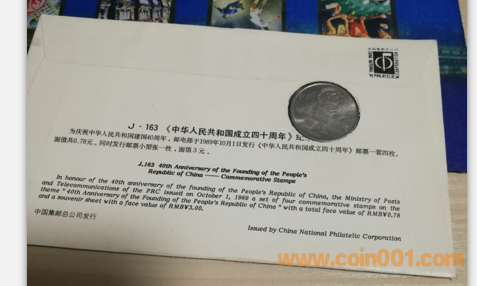 J·163 《中华人民共和国成立四十周年》纪
为庆祝中华人民共和国建国40周年，邮电部于1989年10月1日发行《中华人民共和国成立四十周年》邮票一套四枚，
面值共0.78元。同时发行邮票小型张一枚，面值3元。
J.163 40th Anniversary of the Founding of the People's
Republic of China —— Commemorative Stamps
In honour of the 40th anniversary of the founding of the People's Republic of China, the Ministry of Posts
and Telecommunications of the PRC issued on October 1, 1989 a set of four commemorative stamps on the
theme "40th Anniversary of the Founding of the People's Republic of China" with a total face value of RMB¥0.78
and a souvenir sheet with a face value of RMB¥3.00.
中国集邮总公司发行
Issued by China National Philatelic Corporation
www.coin001.com